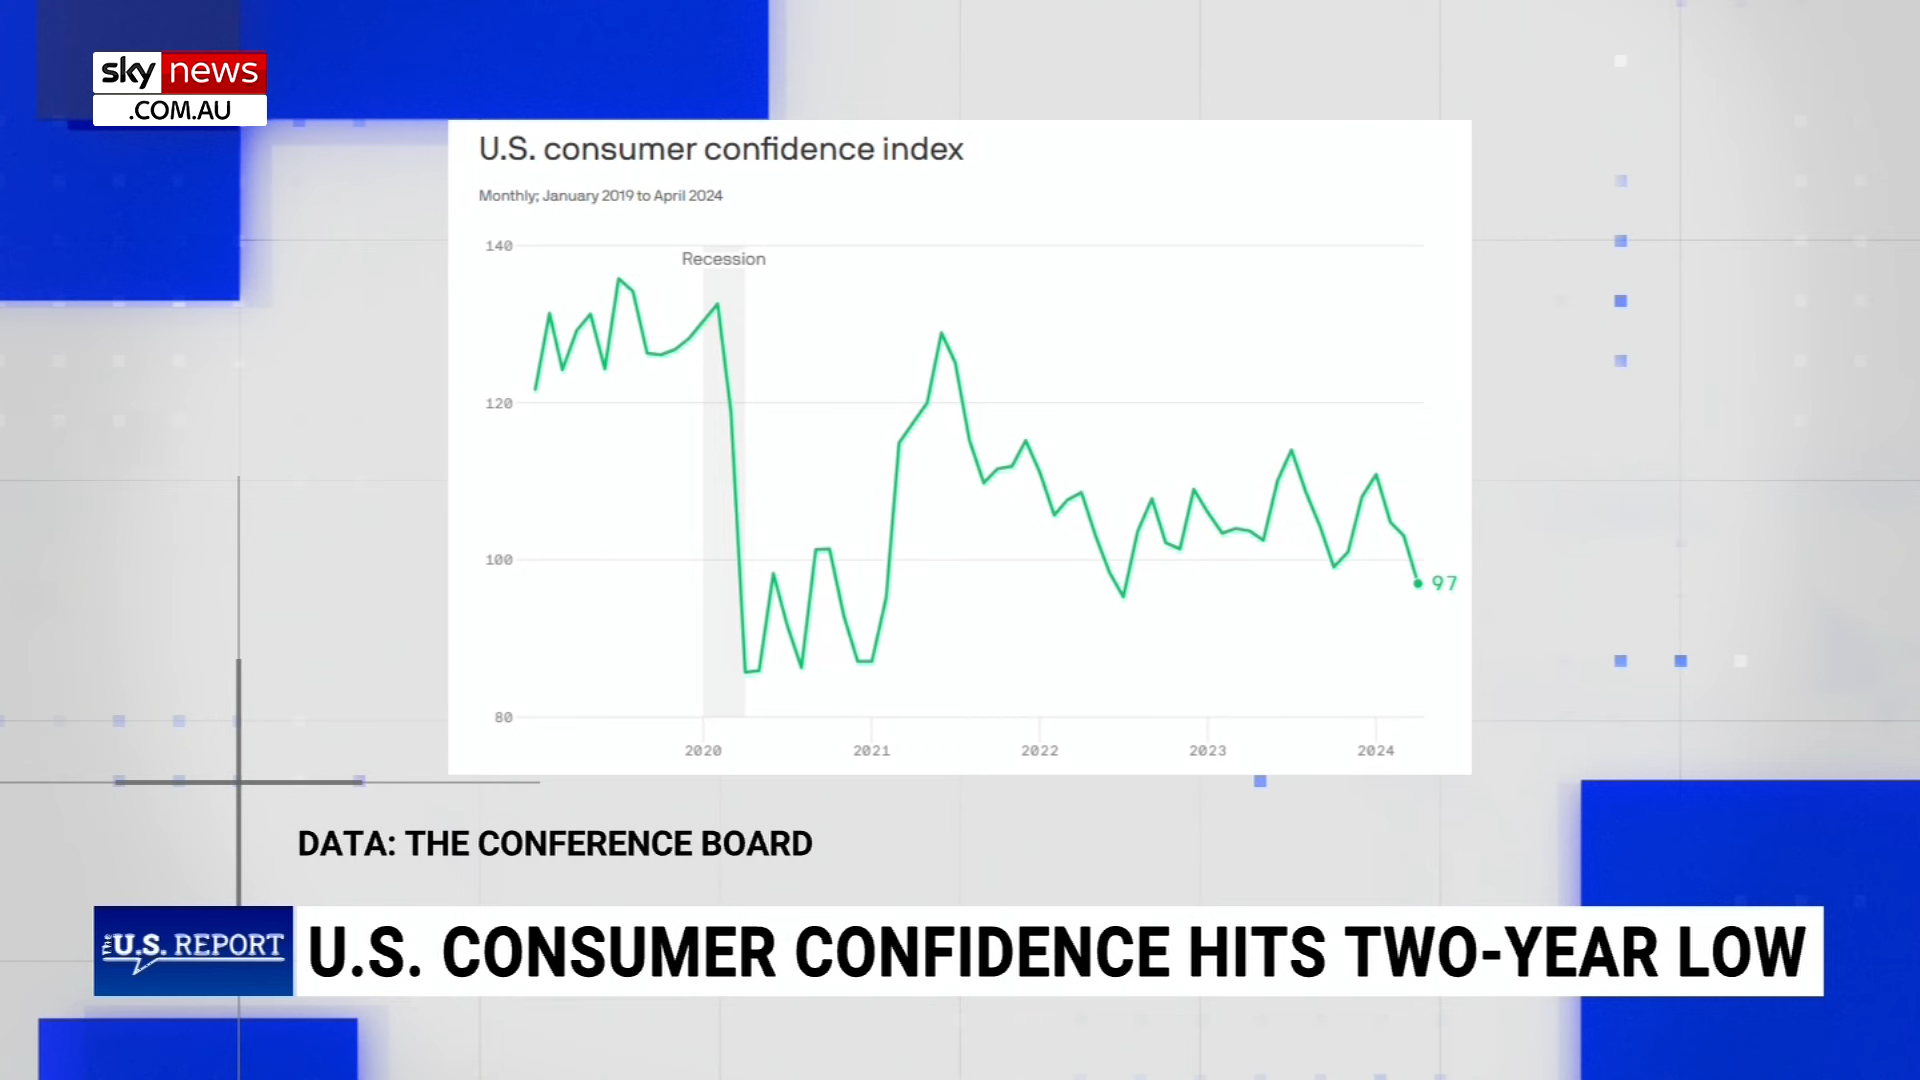 sky news
.COM.AU
U.S. consumer confidence index
Monthly; January 2019 to April 2024
140
Recession
120
100
97
80
2020 2021 2022 2023 2024
DATA: THE CONFERENCE BOARD
The U.S. REPORT
U.S. CONSUMER CONFIDENCE HITS TWO-YEAR LOW